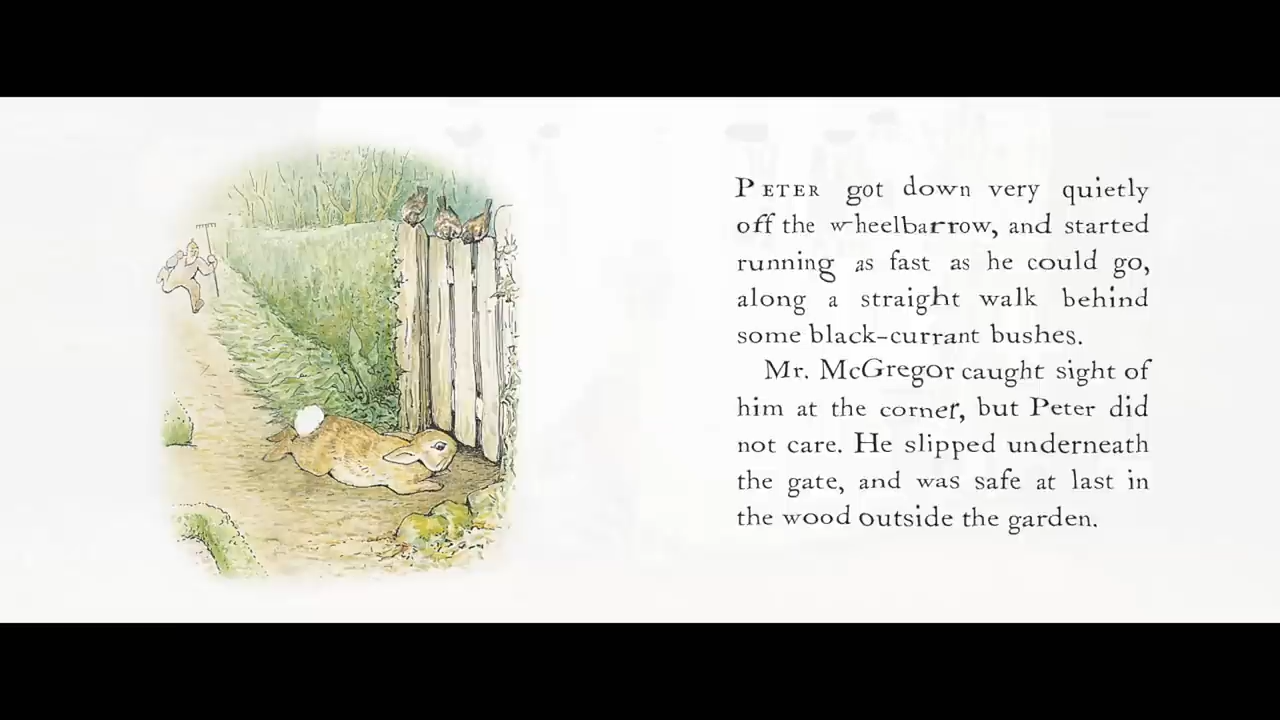 PETER got down very quietly
off the wheelbarrow, and started
running as fast as he could go,
along a straight walk behind
some black-currant bushes.
Mr. McGregor caught sight of
him at the corner, but Peter did
not care. He slipped underneath
the gate, and was safe at last in
the wood outside the garden.